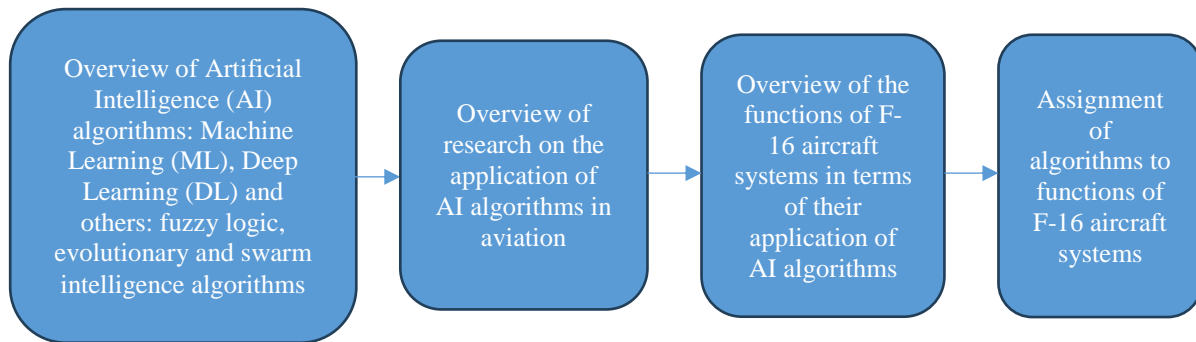 Overview of Artificial
Intelligence (AI)
algorithms: Machine
Learning (ML), Deep
Learning (DL) and
others: fuzzy logic,
evolutionary and swarm
intelligence algorithms
Overview of
research on the
application of
AI algorithms in
aviation
Overview of the
functions of F-
16 aircraft
systems in terms
of their
application of
AI algorithms
Assignment
of
algorithms to
functions of
F-16 aircraft
systems